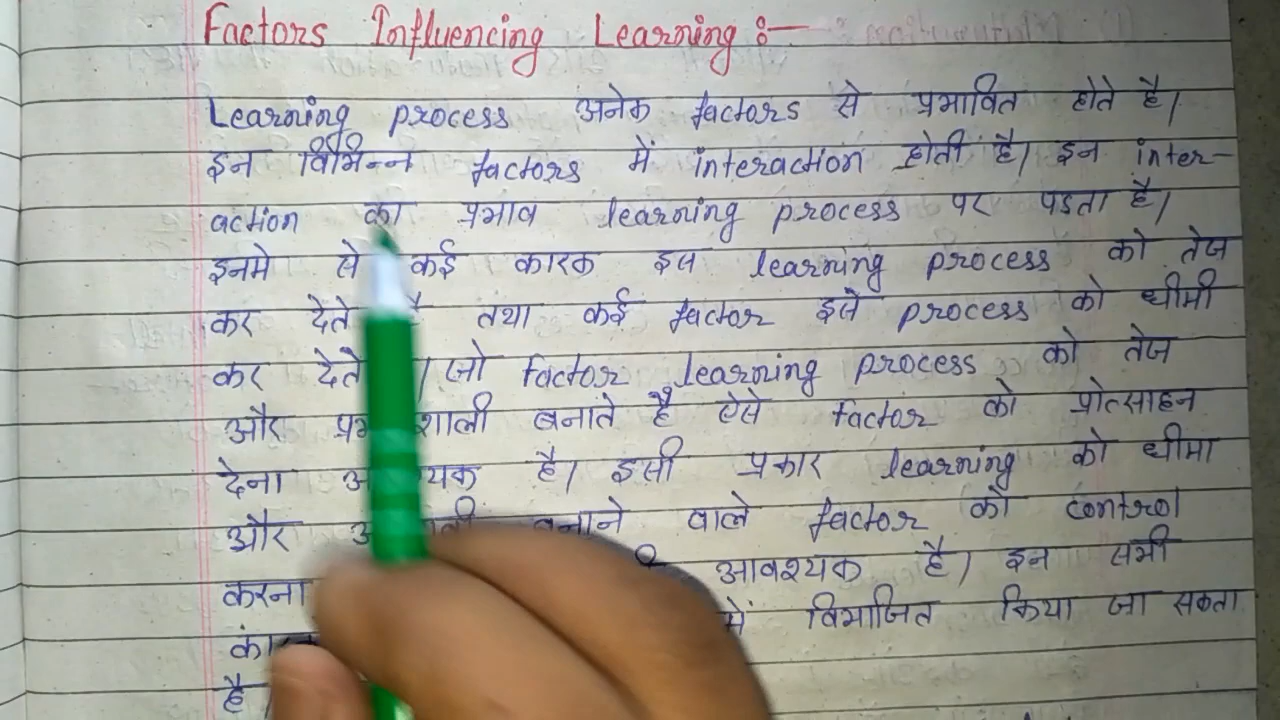 Factors Influencing Learning :—
Learning process अनेक factors से प्रभावित होते है।
इन विभिन्न factors में interaction होती है। इन inter-
action का प्रभाव learning process पर पडता है।
इनमे से कई कारक इस learning process को तेज
कर देते है तथा कई factor इसे process को धीमी
कर देते । जो factor learning process को तेज
और बनाते है ऐसे factor को प्रोत्साहन
देना है। इसी प्रकार learning को धीमा
और बनाने वाले factor को control
करना आवश्यक है। इन सभी
में विभाजित किया जा सकता
है